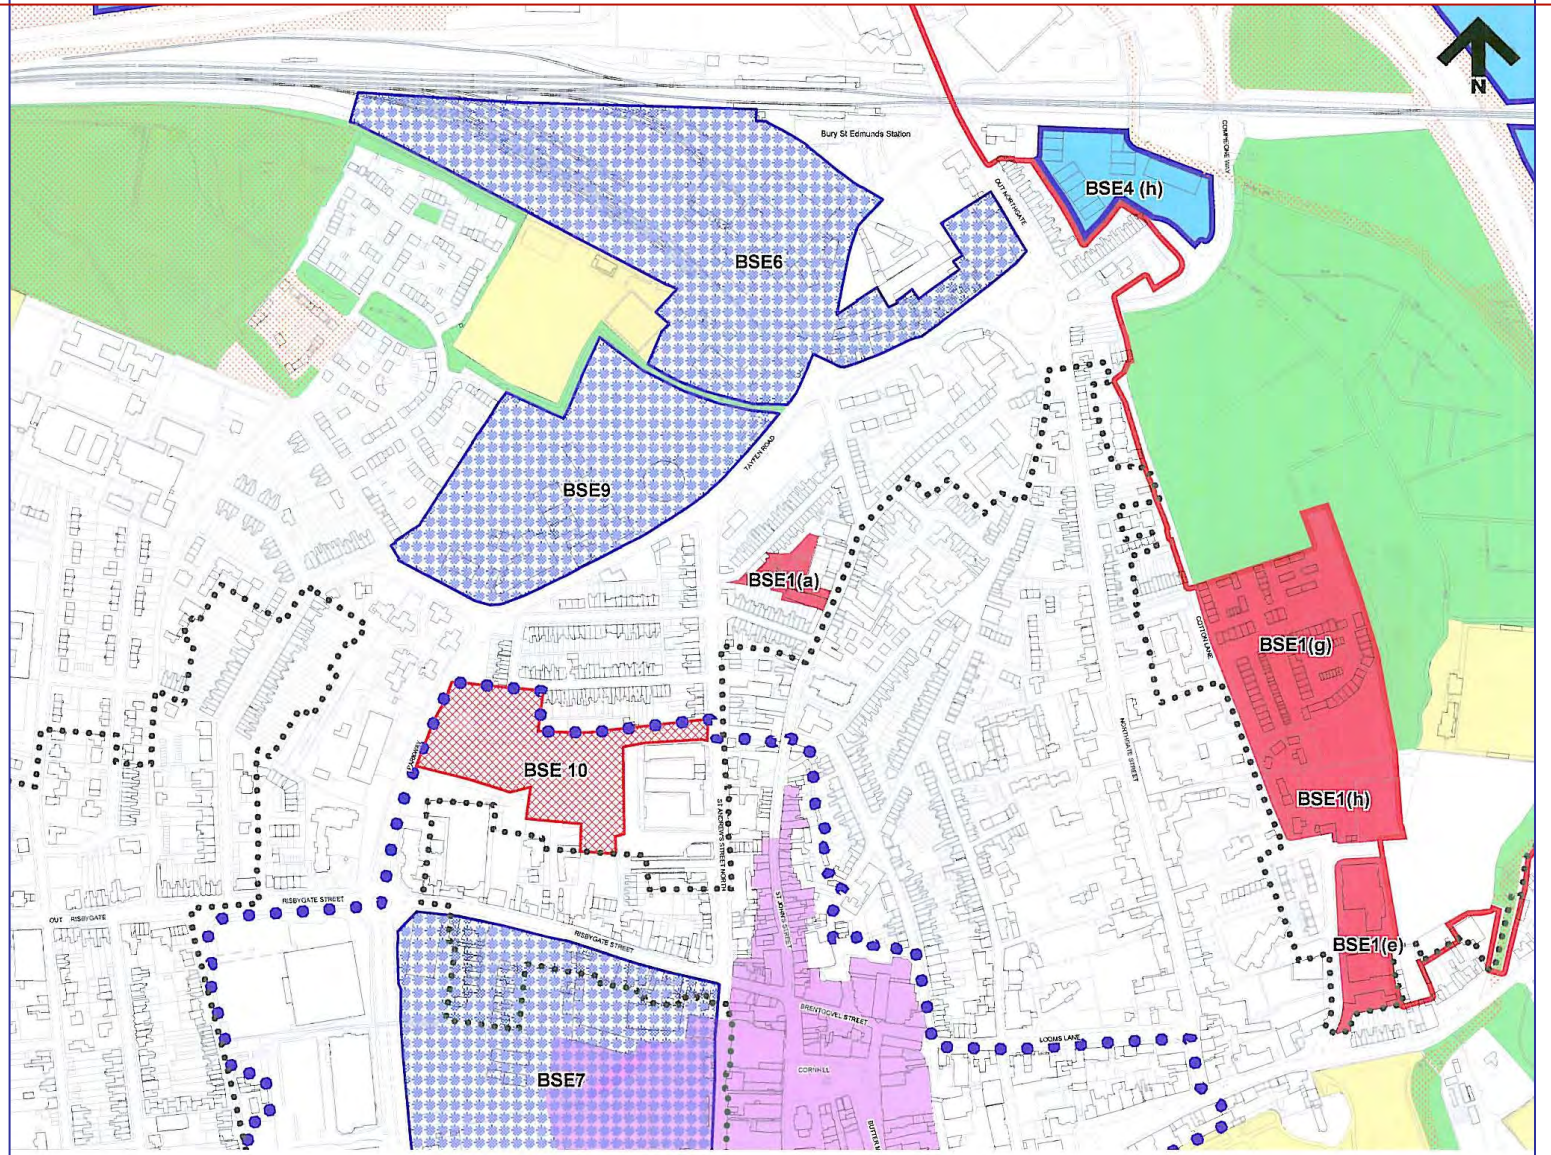 N
Bury St Edmunds Station
COMPIEGNE WAY
BSE4 (h)
OUT NORTHGATE
BSE6
TAYFEN ROAD
BSE9
BSE1(a)
COTTON LANE
BSE1(g)
NORTHGATE STREET
PARKWAY
BSE 10
BSE1(h)
ST ANDREWS STREET NORTH
RISBYGATE STREET
OUT RISBYGATE
ST JOHNS STREET
RISBYGATE STREET
BSE1(e)
BRENTGOVEL STREET
LOOMS LANE
CORNHILL
BSE7
BUTTER M